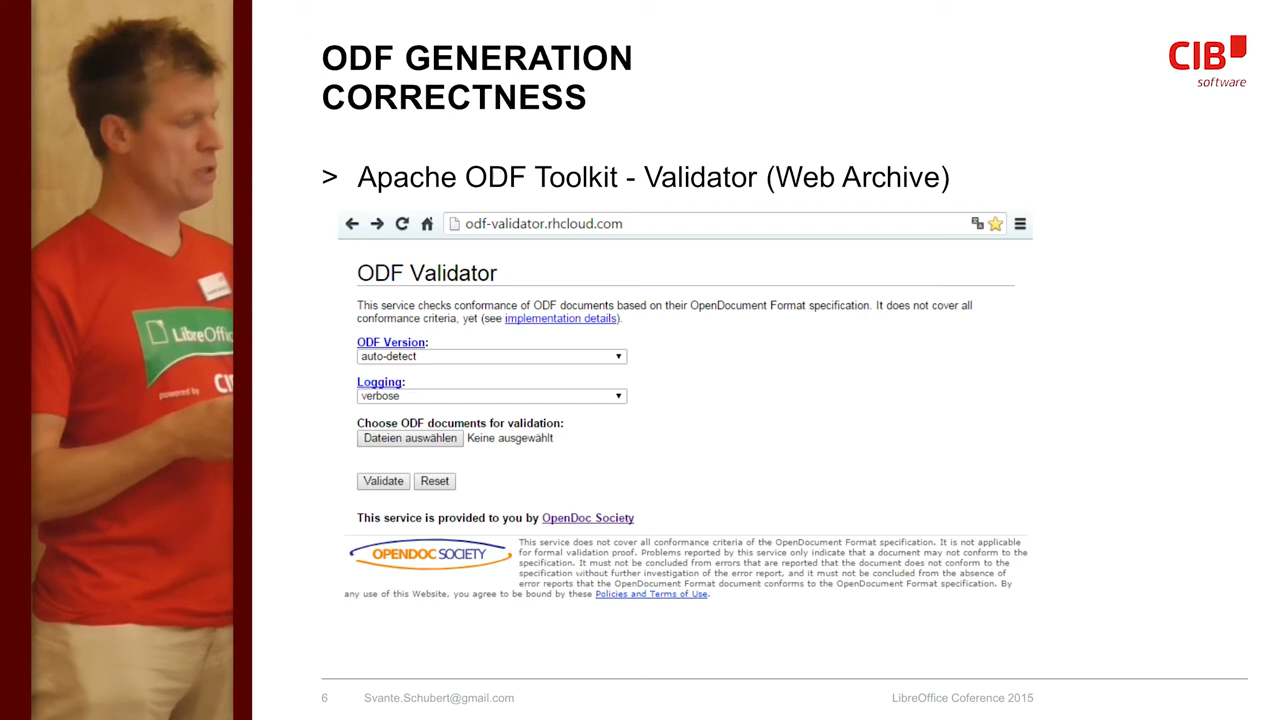 ODF GENERATION
CORRECTNESS
CIB
software
> Apache ODF Toolkit - Validator (Web Archive)
odf-validator.rhcloud.com
ODF Validator
This service checks conformance of ODF documents based on their OpenDocument Format specification. It does not cover all
conformance criteria, yet (see implementation details).
ODF Version:
auto-detect
Logging:
verbose
Choose ODF documents for validation:
Dateien auswählen Keine ausgewählt
Validate Reset
This service is provided to you by OpenDoc Society
OPENDOC SOCIETY
This service does not cover all conformance criteria of the OpenDocument Format specification. It is not applicable
for formal validation proof. Problems reported by this service only indicate that a document may not conform to the
specification. It must not be concluded from errors that are reported that the document does not conform to the
specification without further investigation of the error report, and it must not be concluded from the absence of
error reports that the OpenDocument Format document conforms to the OpenDocument Format specification. By
any use of this Website, you agree to be bound by these Policies and Terms of Use.
6 Svante.Schubert@gmail.com LibreOffice Coference 2015
LibreOffic
powered by CI